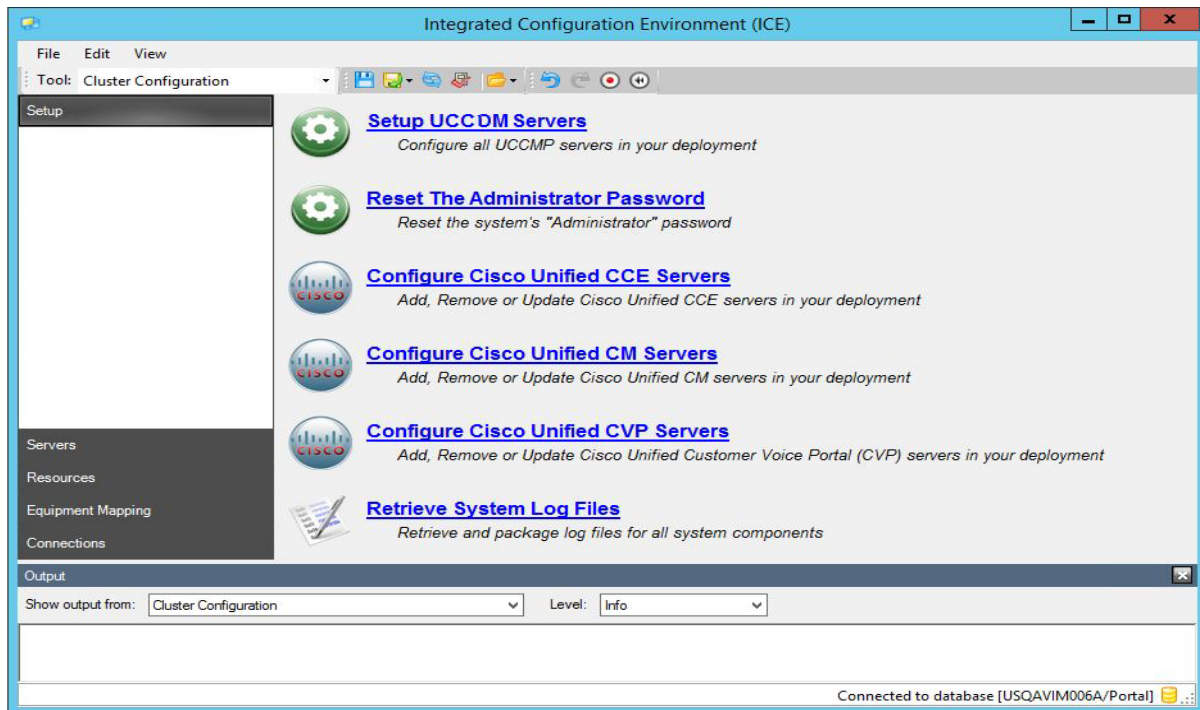 Integrated Configuration Environment (ICE)
File Edit View
Tool: Cluster Configuration
Setup
Setup UCCDM Servers
Configure all UCCMP servers in your deployment
Reset The Administrator Password
Reset the system's "Administrator" password
CISCO
Configure Cisco Unified CCE Servers
Add, Remove or Update Cisco Unified CCE servers in your deployment
CISCO
Configure Cisco Unified CM Servers
Add, Remove or Update Cisco Unified CM servers in your deployment
CISCO
Configure Cisco Unified CVP Servers
Add, Remove or Update Cisco Unified Customer Voice Portal (CVP) servers in your deployment
Retrieve System Log Files
Retrieve and package log files for all system components
Servers
Resources
Equipment Mapping
Connections
Output
Show output from: Cluster Configuration Level: Info
Connected to database [USQAVIM006A/Portal]